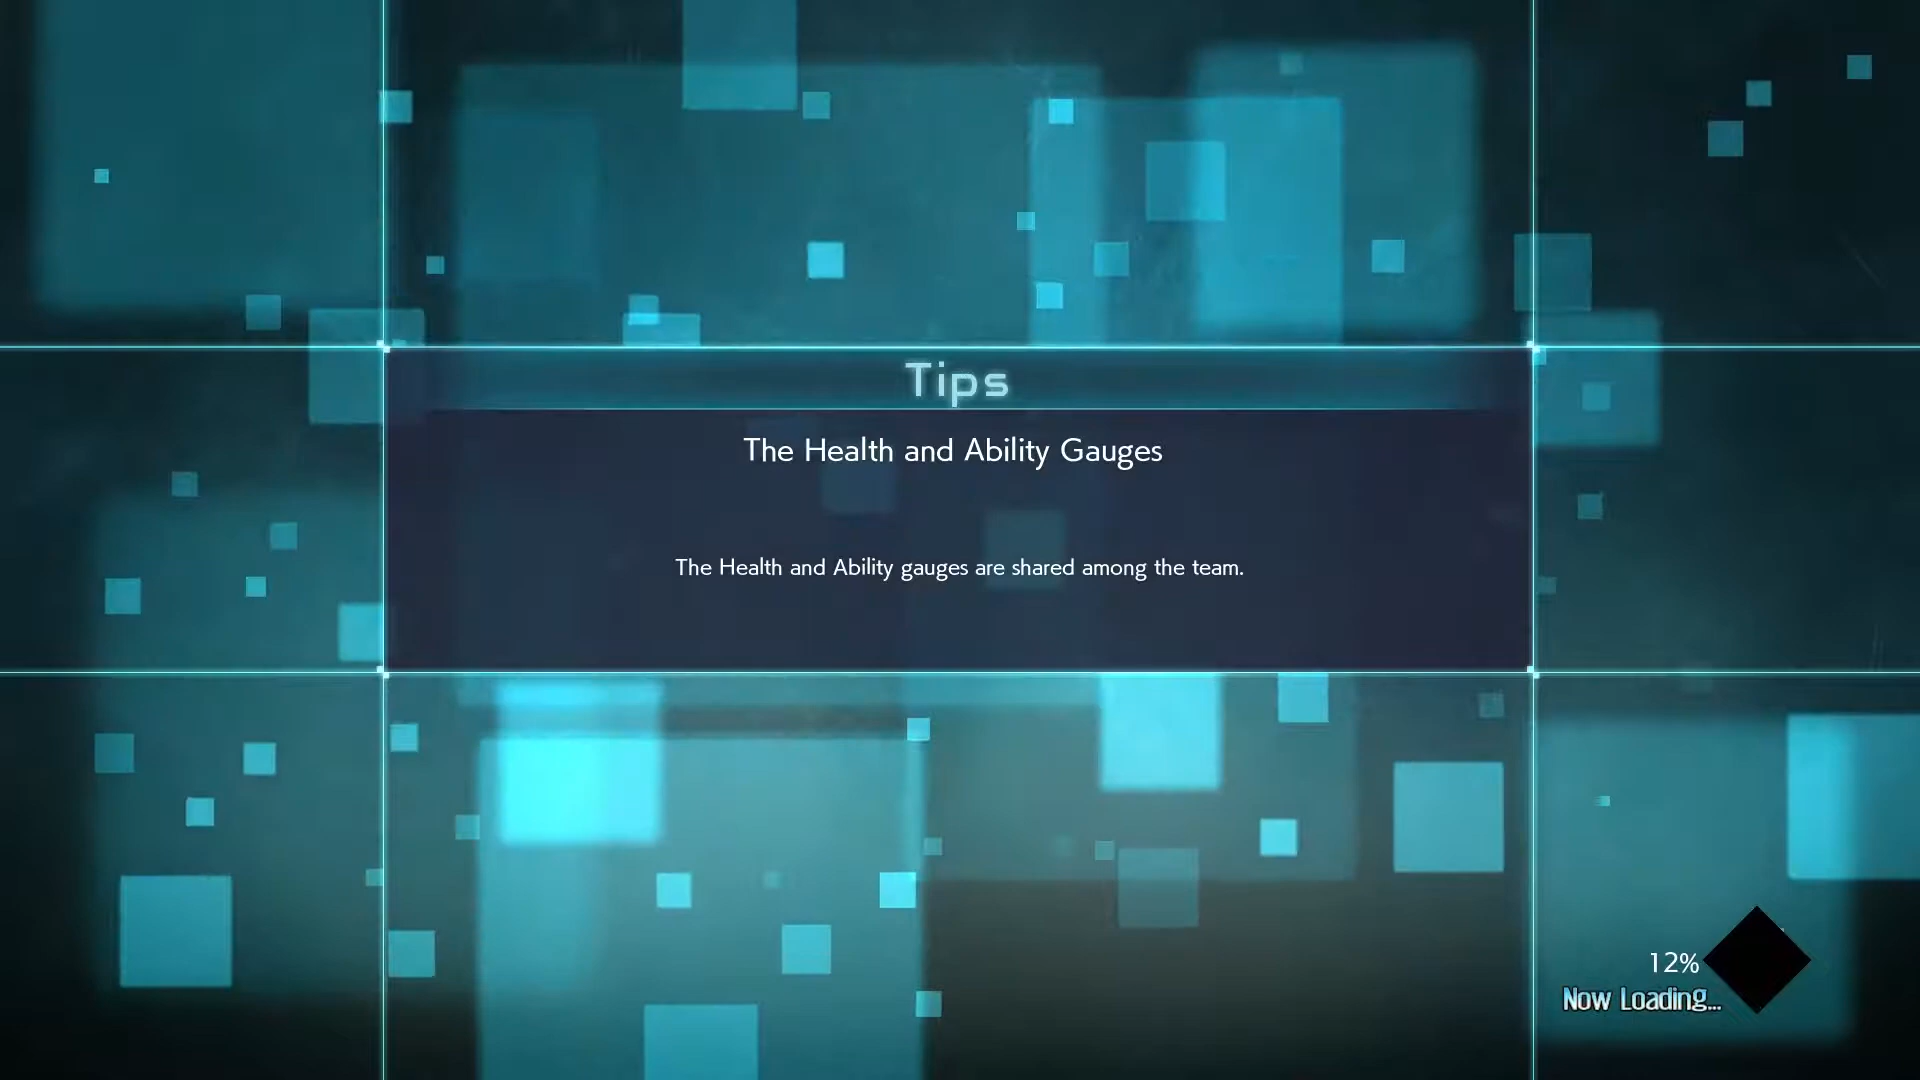 Tips
The Health and Ability Gauges
The Health and Ability gauges are shared among the team.
12%
Now Loading...